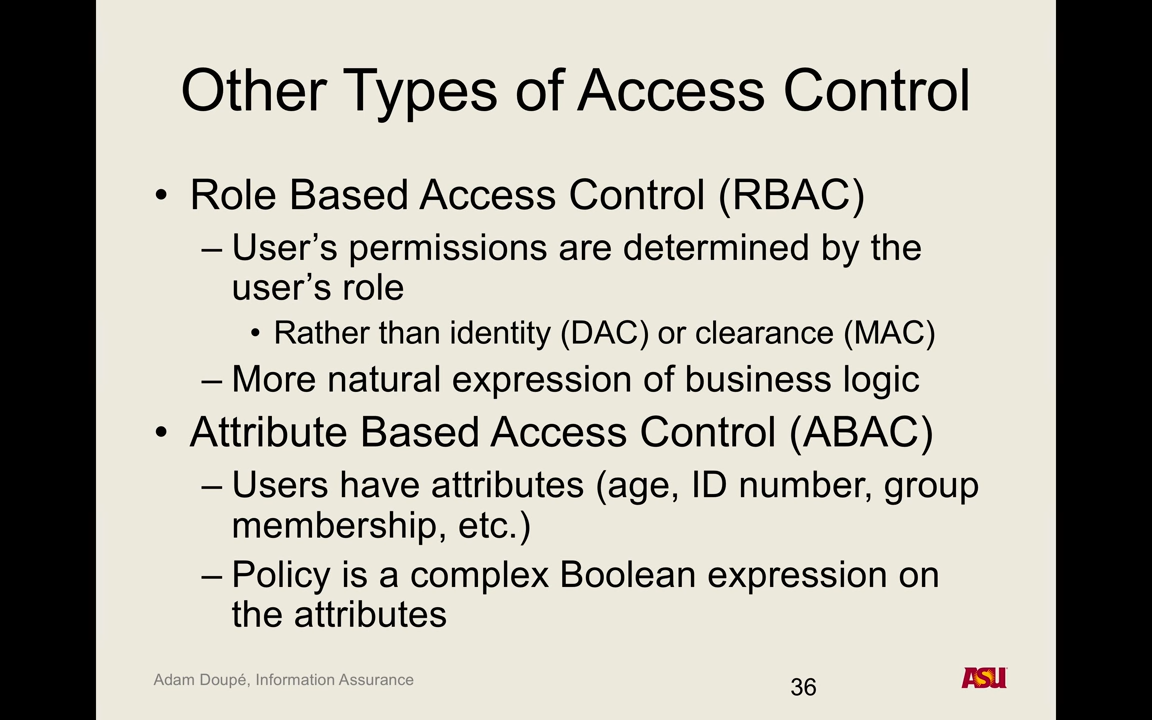 Other Types of Access Control
• Role Based Access Control (RBAC)
– User’s permissions are determined by the
user’s role
• Rather than identity (DAC) or clearance (MAC)
– More natural expression of business logic
• Attribute Based Access Control (ABAC)
– Users have attributes (age, ID number, group
membership, etc.)
– Policy is a complex Boolean expression on
the attributes
Adam Doupé, Information Assurance
36
ASU